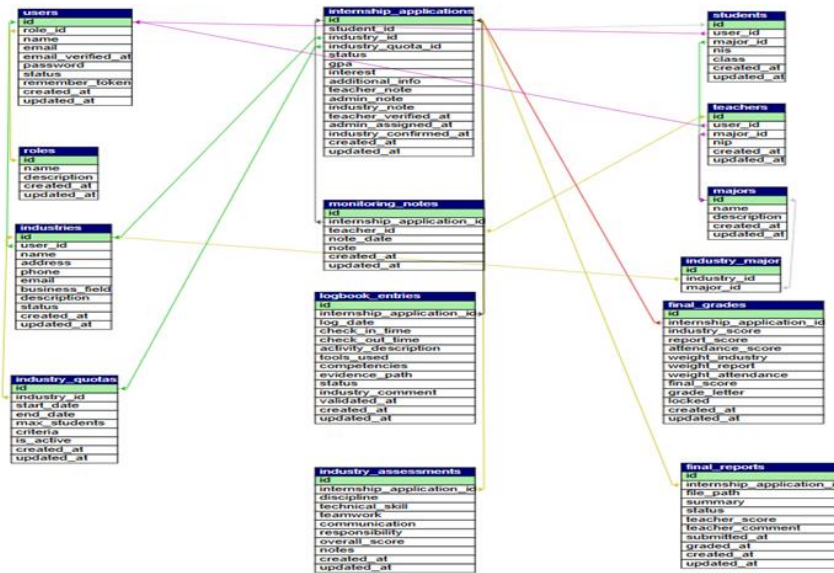 users
id
role_id
name
email
email_verified_at
password
status
remember_token
created_at
updated_at
roles
id
name
description
created_at
updated_at
industries
id
user_id
name
address
phone
email
business_field
description
status
created_at
updated_at
industry_quotas
id
industry_id
start_date
end_date
max_students
criteria
is_active
created_at
updated_at
internship_applications
id
student_id
industry_id
industry_quota_id
status
gpa
interest
additional_info
teacher_note
admin_note
industry_note
teacher_verified_at
admin_assigned_at
industry_confirmed_at
created_at
updated_at
monitoring_notes
id
internship_application_id
teacher_id
note_date
note
created_at
updated_at
logbook_entries
id
internship_application_id
log_date
check_in_time
check_out_time
activity_description
tools_used
competencies
evidence_path
status
industry_comment
validated_at
created_at
updated_at
industry_assessments
id
internship_application_id
discipline
technical_skill
teamwork
communication
responsibility
overall_score
notes
created_at
updated_at
students
id
user_id
major_id
nis
class
created_at
updated_at
teachers
id
user_id
major_id
nip
created_at
updated_at
majors
id
name
description
created_at
updated_at
industry_major
id
industry_id
major_id
final_grades
id
internship_application_id
industry_score
report_score
attendance_score
weight_industry
weight_report
weight_attendance
final_score
grade_letter
locked
created_at
updated_at
final_reports
id
internship_application_id
file_path
summary
status
teacher_score
teacher_comment
submitted_at
graded_at
created_at
updated_at